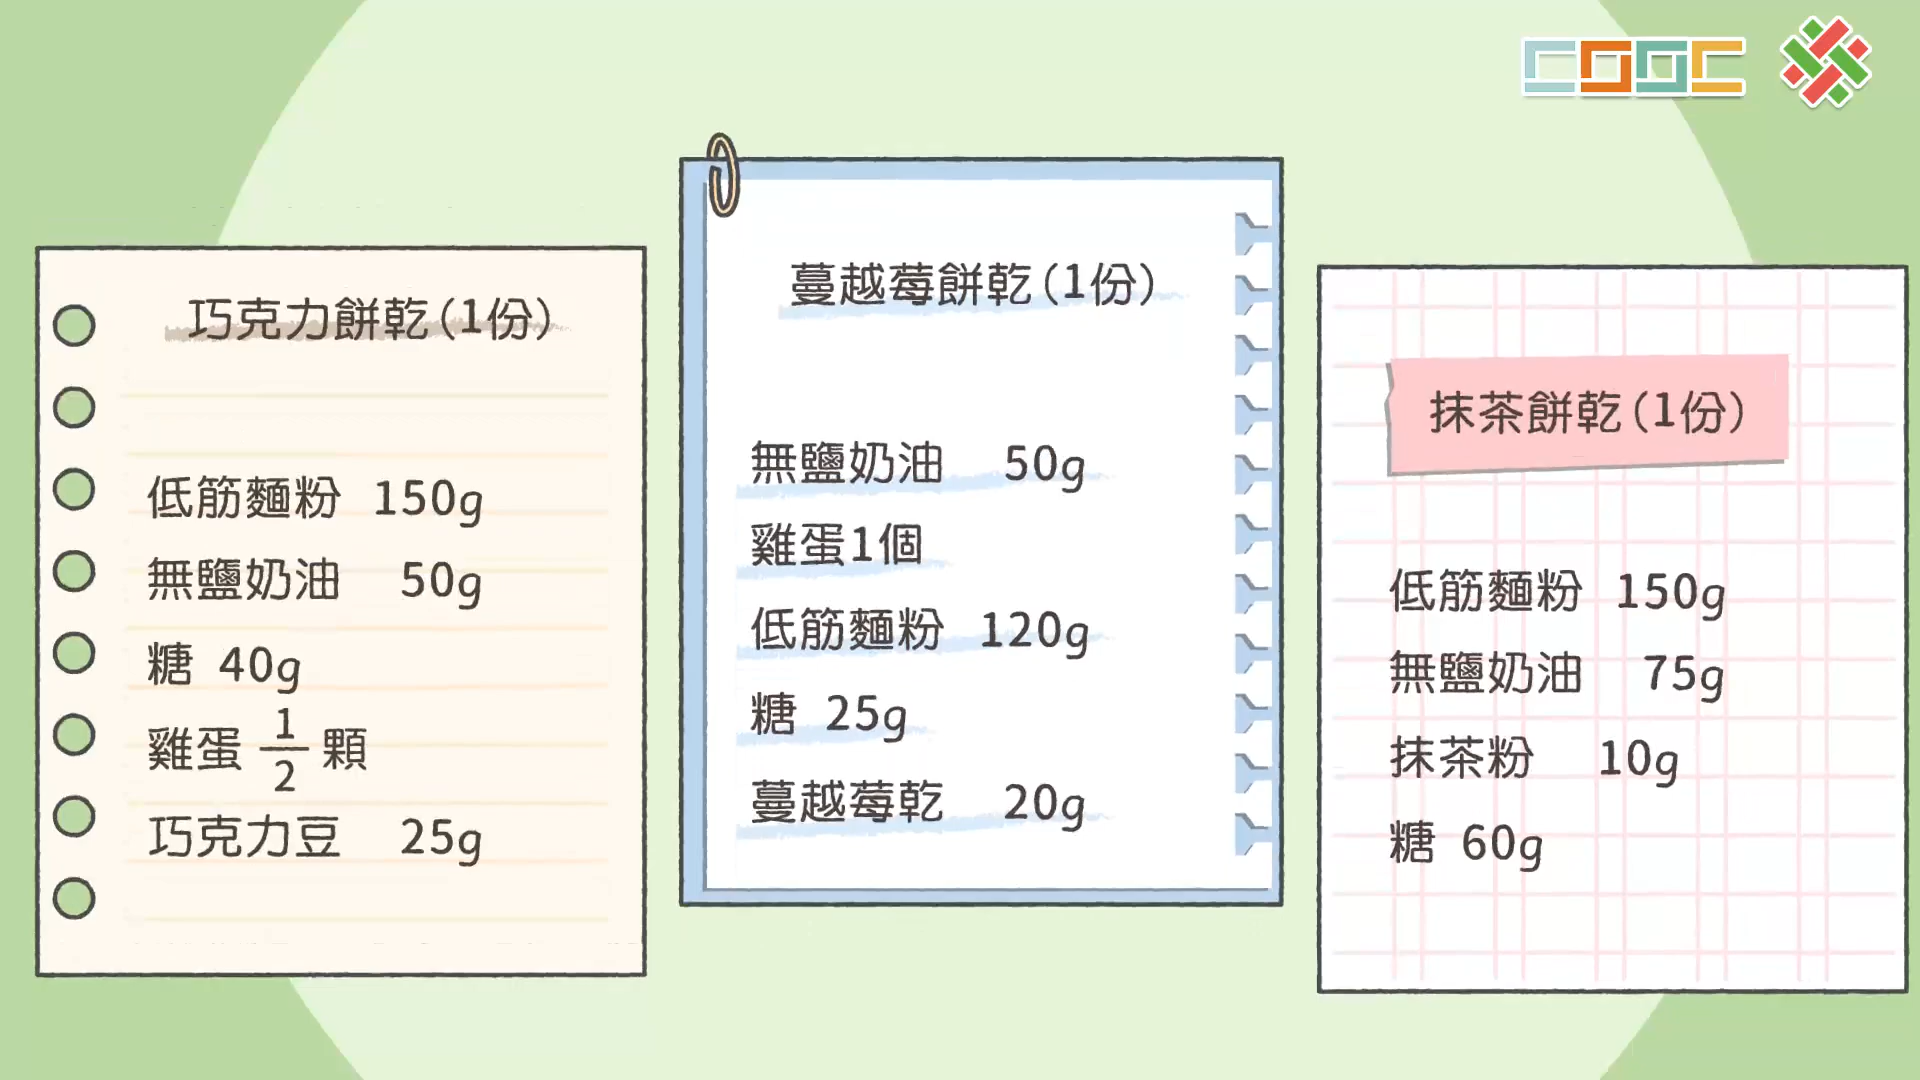 COOC
巧克力餅乾(1份)
低筋麵粉 150g
無鹽奶油 50g
糖 40g
雞蛋 1/2 顆
巧克力豆 25g
蔓越莓餅乾(1份)
無鹽奶油 50g
雞蛋1個
低筋麵粉 120g
糖 25g
蔓越莓乾 20g
抹茶餅乾(1份)
低筋麵粉 150g
無鹽奶油 75g
抹茶粉 10g
糖 60g